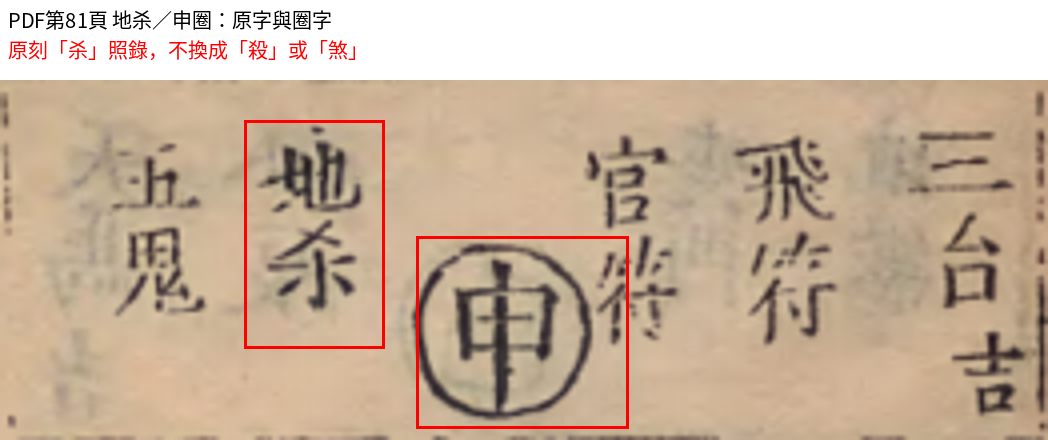 PDF第81頁 地杀／申圈：原字與圈字
原刻「杀」照錄，不換成「殺」或「煞」
三台吉
飛符
官符
申
地杀
五鬼